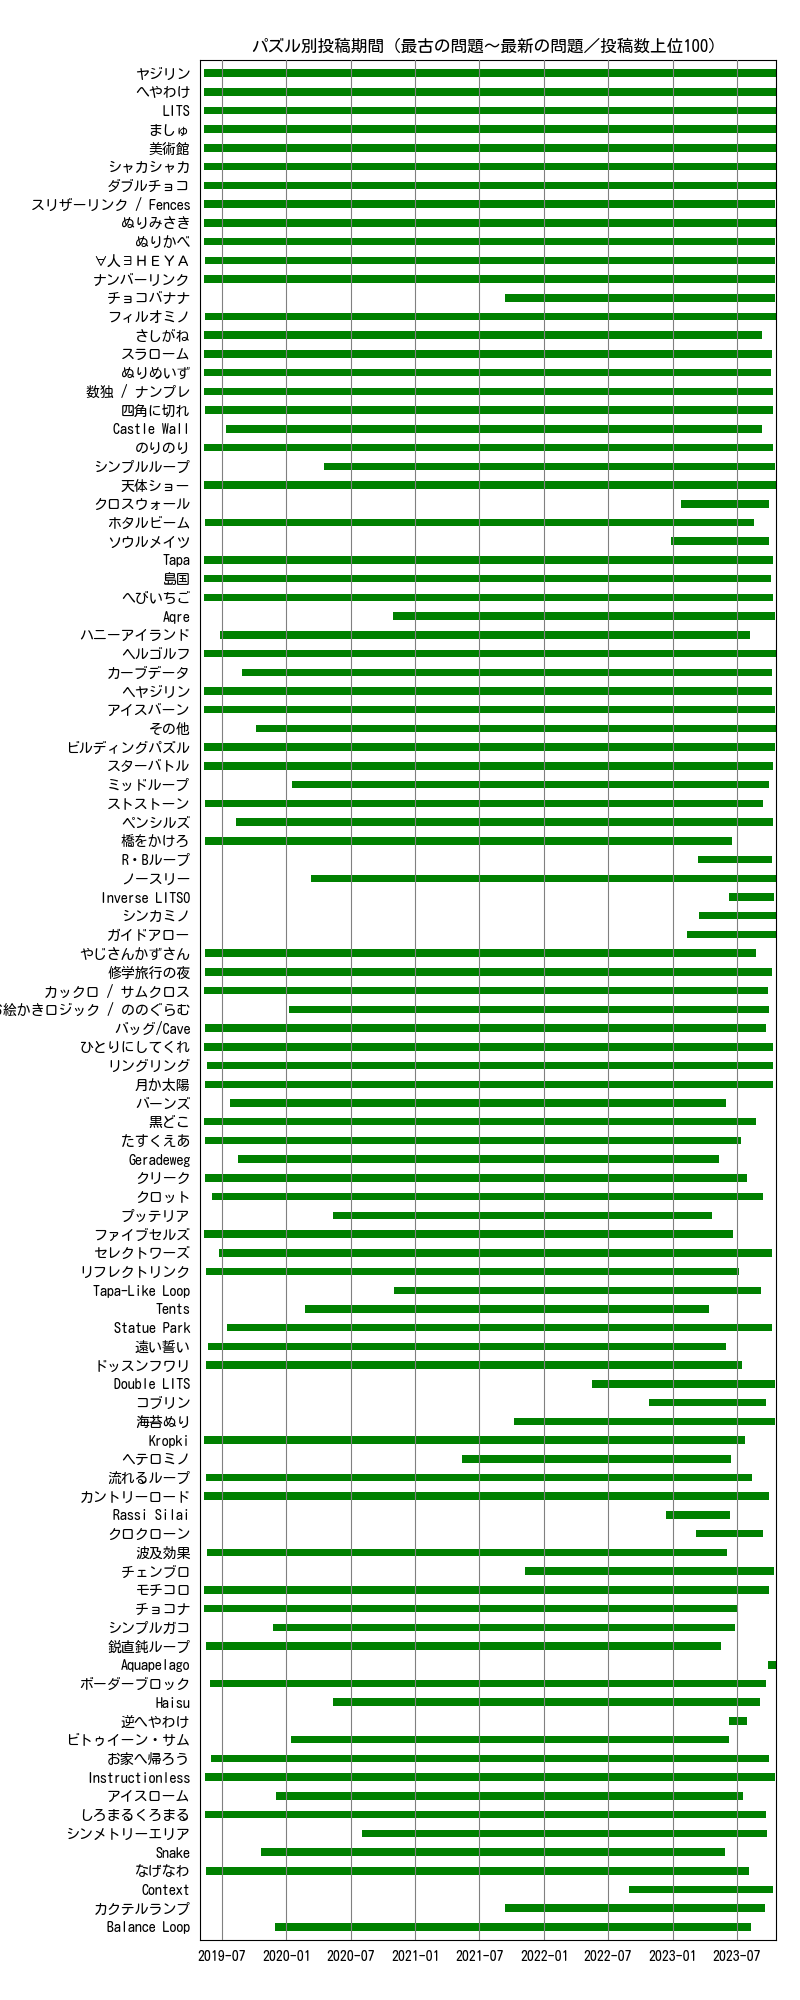 パズル別投稿期間（最古の問題～最新の問題／投稿数上位100）
ヤジリン
へやわけ
LITS
ましゅ
美術館
シャカシャカ
ダブルチョコ
スリザーリンク / Fences
ぬりみさき
ぬりかべ
∀人ヨＨＥＹＡ
ナンバーリンク
チョコバナナ
フィルオミノ
さしがね
スラローム
ぬりめいず
数独 / ナンプレ
四角に切れ
Castle Wall
のりのり
シンプルループ
天体ショー
クロスウォール
ホタルビーム
ソウルメイツ
Tapa
島国
へびいちご
Aqre
ハニーアイランド
ヘルゴルフ
カーブデータ
ヘヤジリン
アイスバーン
その他
ビルディングパズル
スターバトル
ミッドループ
ストストーン
ペンシルズ
橋をかけろ
R・Bループ
ノースリー
Inverse LITSO
シンカミノ
ガイドアロー
やじさんかずさん
修学旅行の夜
カックロ / サムクロス
絵かきロジック / ののぐらむ
バッグ/Cave
ひとりにしてくれ
リングリング
月か太陽
バーンズ
黒どこ
たすくえあ
Geradeweg
クリーク
クロット
プッテリア
ファイブセルズ
セレクトワーズ
リフレクトリンク
Tapa-Like Loop
Tents
Statue Park
遠い誓い
ドッスンフワリ
Double LITS
コブリン
海苔ぬり
Kropki
ヘテロミノ
流れるループ
カントリーロード
Rassi Silai
クロクローン
波及効果
チェンブロ
モチコロ
チョコナ
シンプルガコ
鋭直鈍ループ
Aquapelago
ボーダーブロック
Haisu
逆へやわけ
ビトゥイーン・サム
お家へ帰ろう
Instructionless
アイスローム
しろまるくろまる
シンメトリーエリア
Snake
なげなわ
Context
カクテルランプ
Balance Loop
2019-07 2020-01 2020-07 2021-01 2021-07 2022-01 2022-07 2023-01 2023-07